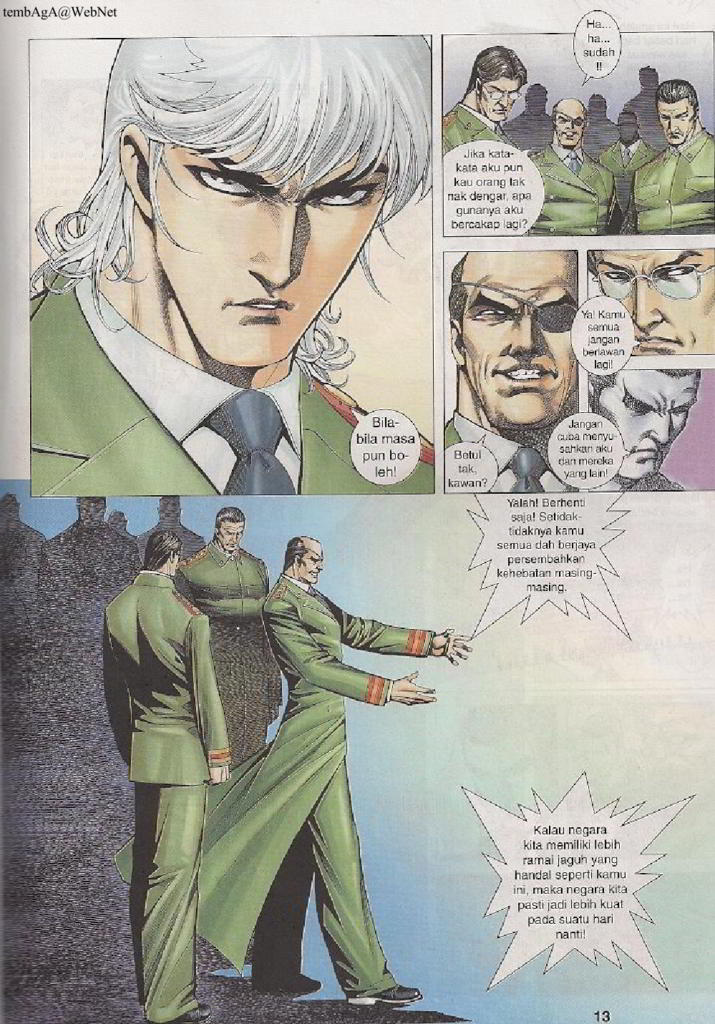 tembAgA@WebNet
Bila-
bila masa
pun bo-
leh!
Ha...
ha...
sudah
!!
Jika kata-
kata aku pun
kau orang tak
nak dengar, apa
gunanya aku
bercakap lagi?
Ya! Kamu
semua
jangan
berlawan
lagi!!
Betul
tak,
kawan?
Jangan
cuba menyu-
sahkan aku
dan mereka
yang lain!
Yalah! Berhenti
saja! Setidak-
tidaknya kamu
semua dah berjaya
persembahkan
kehebatan masing-
masing.
Kalau negara
kita memiliki lebih
ramai jaguh yang
handal seperti kamu
ini, maka negara kita
pasti jadi lebih kuat
pada suatu hari
nanti!
13